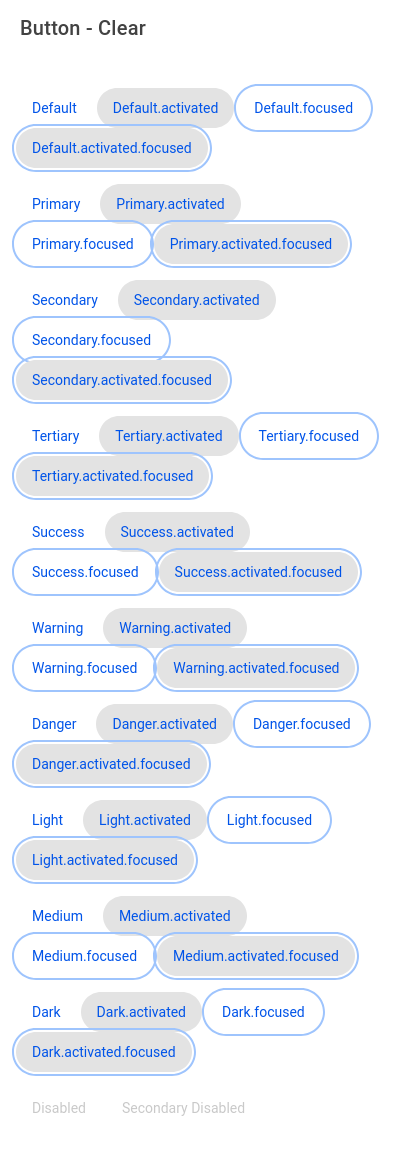 Button - Clear
Default Default.activated Default.focused
Default.activated.focused
Primary Primary.activated
Primary.focused Primary.activated.focused
Secondary Secondary.activated
Secondary.focused
Secondary.activated.focused
Tertiary Tertiary.activated Tertiary.focused
Tertiary.activated.focused
Success Success.activated
Success.focused Success.activated.focused
Warning Warning.activated
Warning.focused Warning.activated.focused
Danger Danger.activated Danger.focused
Danger.activated.focused
Light Light.activated Light.focused
Light.activated.focused
Medium Medium.activated
Medium.focused Medium.activated.focused
Dark Dark.activated Dark.focused
Dark.activated.focused
Disabled Secondary Disabled